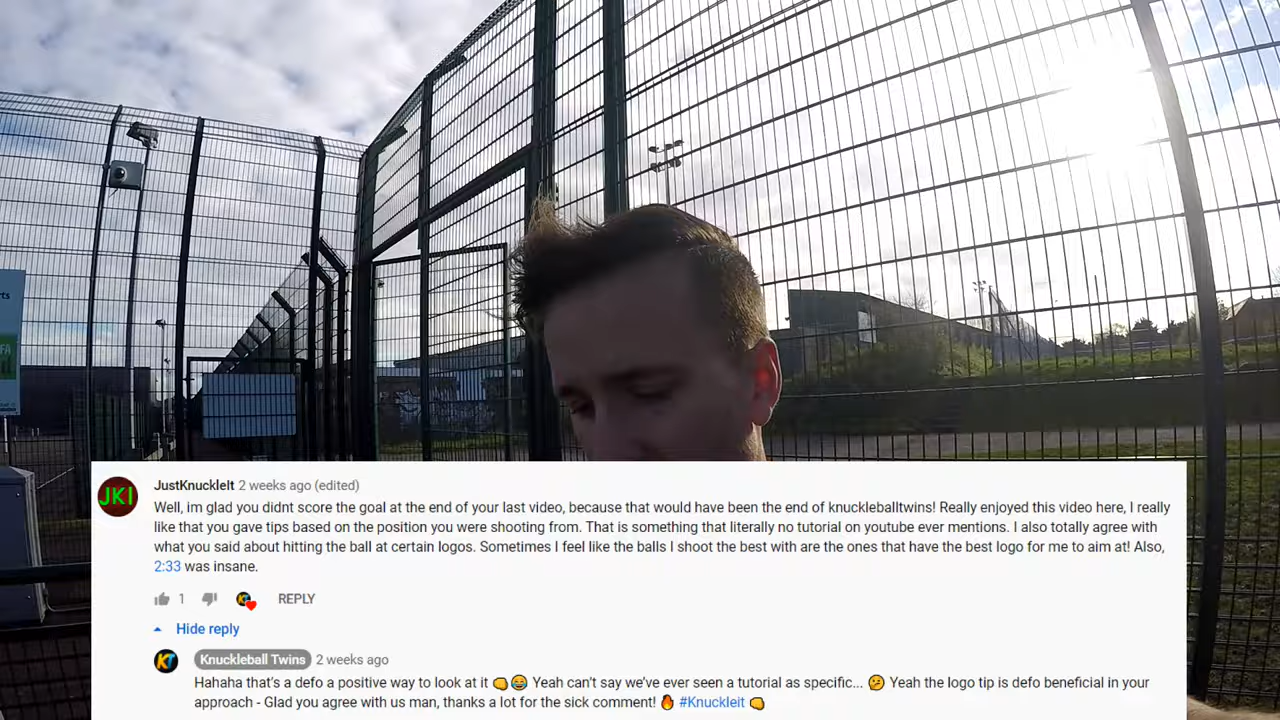 rts
FA
JKI
JustKnuckleIt 2 weeks ago (edited)
Well, im glad you didnt score the goal at the end of your last video, because that would have been the end of knuckleballtwins! Really enjoyed this video here, I really
like that you gave tips based on the position you were shooting from. That is something that literally no tutorial on youtube ever mentions. I also totally agree with
what you said about hitting the ball at certain logos. Sometimes I feel like the balls I shoot the best with are the ones that have the best logo for me to aim at! Also,
2:33 was insane.
1 REPLY
Hide reply
KT Knuckleball Twins 2 weeks ago
Hahaha that's a defo a positive way to look at it 👊😂 Yeah can't say we've ever seen a tutorial as specific... 🤔 Yeah the logo tip is defo beneficial in your
approach - Glad you agree with us man, thanks a lot for the sick comment! 🔥 #Knuckleit 👊